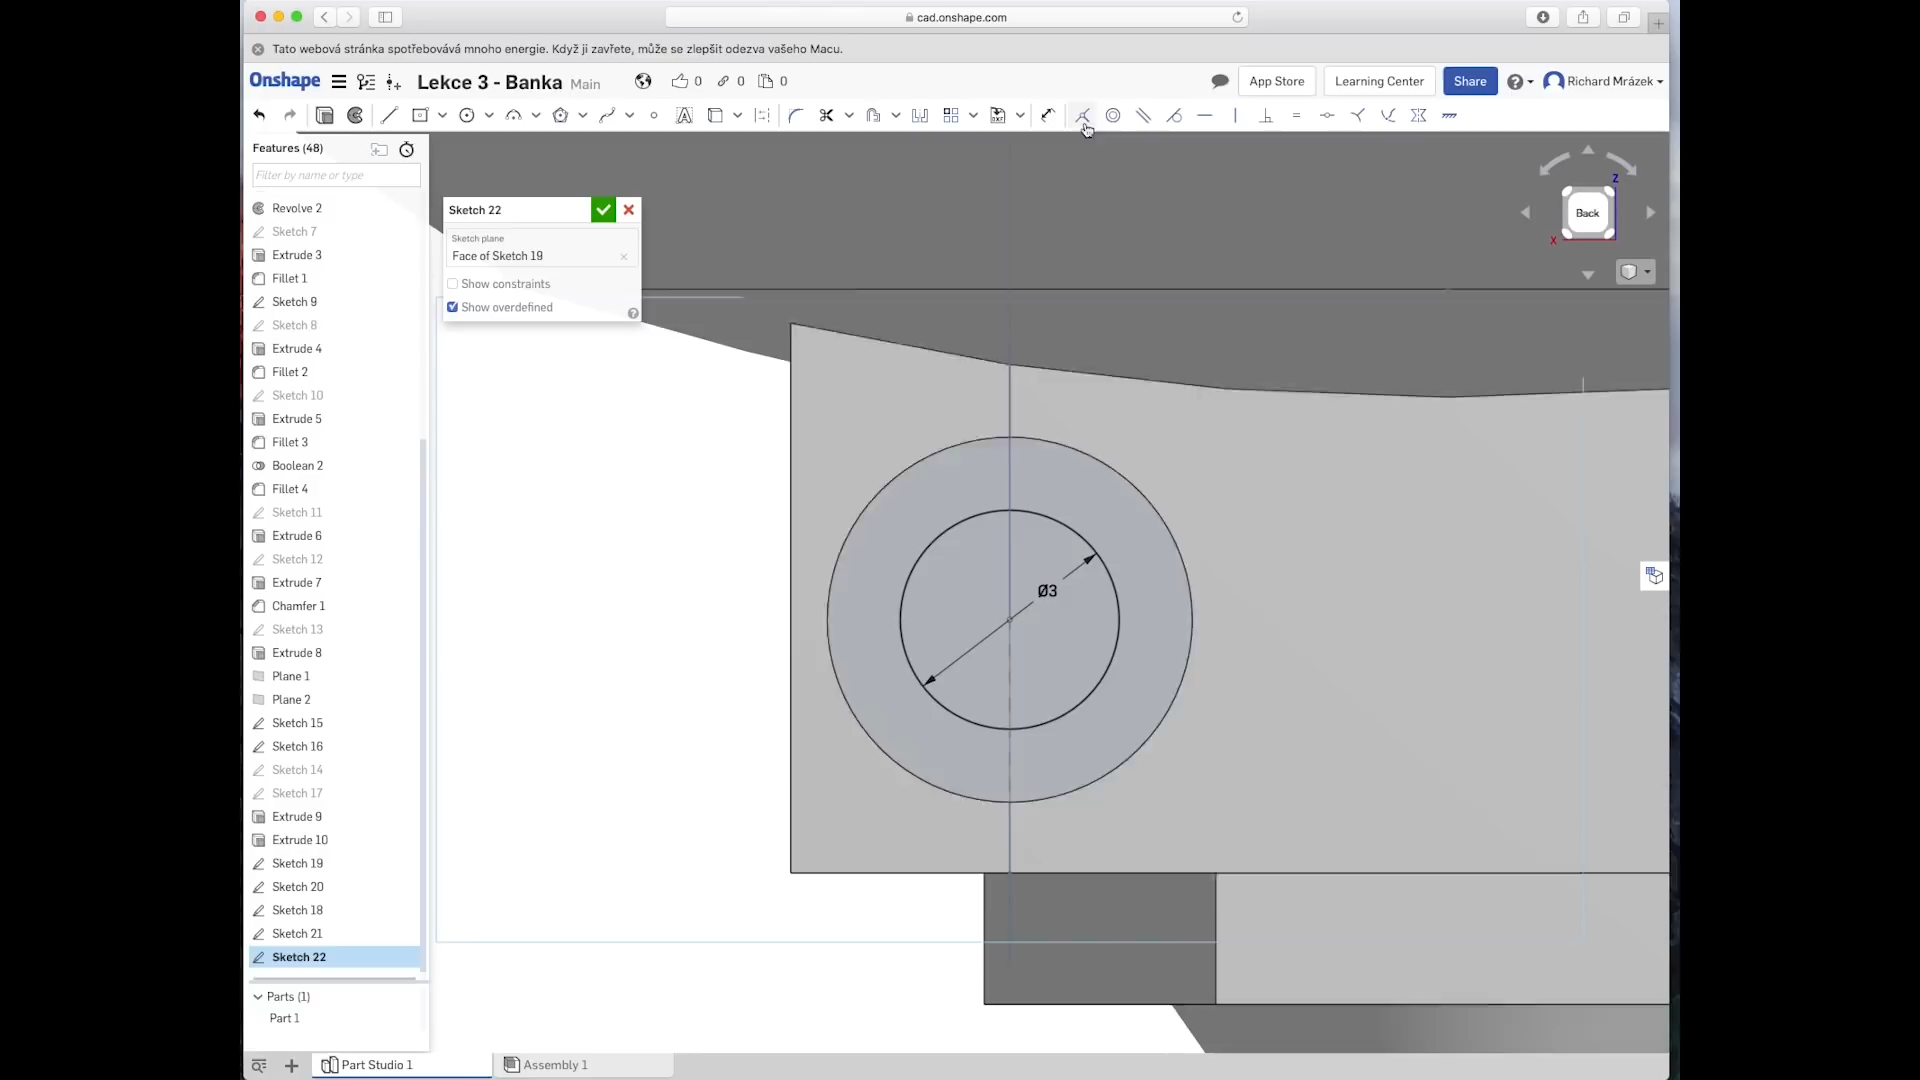 cad.onshape.com
Tato webová stránka spotřebovává mnoho energie. Když ji zavřete, může se zlepšit odezva vašeho Macu.
Onshape
Lekce 3 - Banka Main
0 0 0
App Store
Learning Center
Share
Richard Mrázek
Features (48)
Filter by name or type
Revolve 2
Sketch 7
Extrude 3
Fillet 1
Sketch 9
Sketch 8
Extrude 4
Fillet 2
Sketch 10
Extrude 5
Fillet 3
Boolean 2
Fillet 4
Sketch 11
Extrude 6
Sketch 12
Extrude 7
Chamfer 1
Sketch 13
Extrude 8
Plane 1
Plane 2
Sketch 15
Sketch 16
Sketch 14
Sketch 17
Extrude 9
Extrude 10
Sketch 19
Sketch 20
Sketch 18
Sketch 21
Sketch 22
Parts (1)
Part 1
Sketch 22
Sketch plane
Face of Sketch 19
Show constraints
Show overdefined
Ø3
Z
Back
X
Part Studio 1
Assembly 1